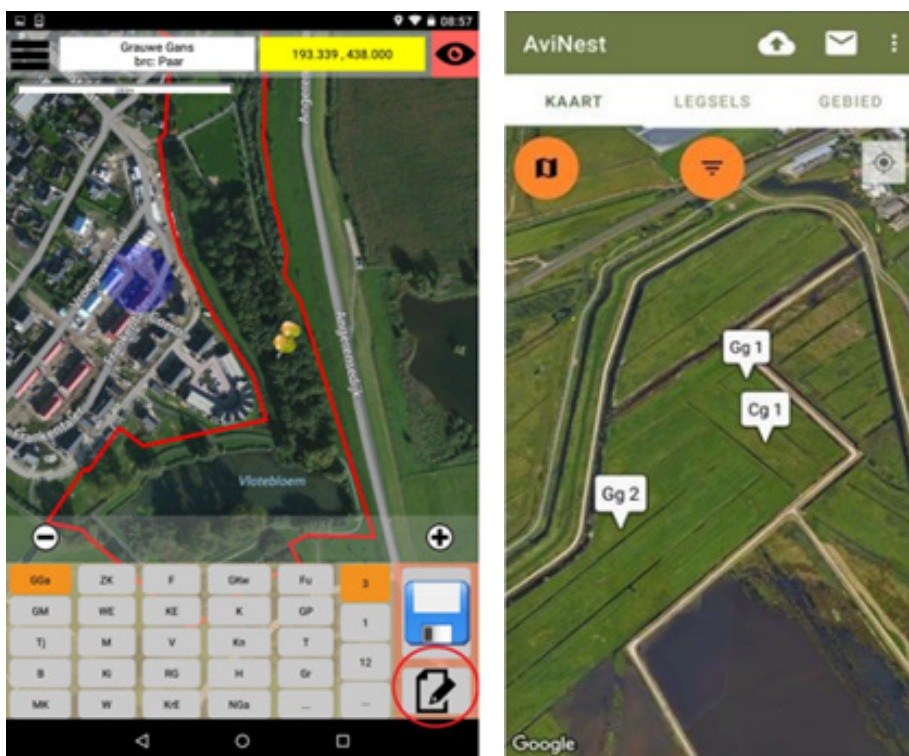 08:57
Grauwe Gans
brc: Paar
193.339 , 438.000
Angerensedijk
Vlotebloem
GGa ZK F GKw Fu 3
GM WE KE K GP 1
Tj M V Kn T
B Ki RG H Gr 12
MK W KrE NGa ... ...
AviNest
KAART LEGSELS GEBIED
Gg 1
Cg 1
Gg 2
Google